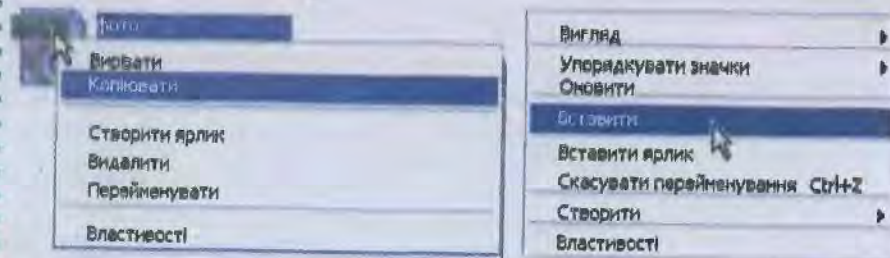 фото
Вирвати
Копіювати
Створити ярлик
Видалити
Перейменувати
Властивості
Вигляд
Упорядкувати значки
Оновити
Вставити
Вставити ярлик
Скасувати перейменування Ctrl+Z
Створити
Властивості